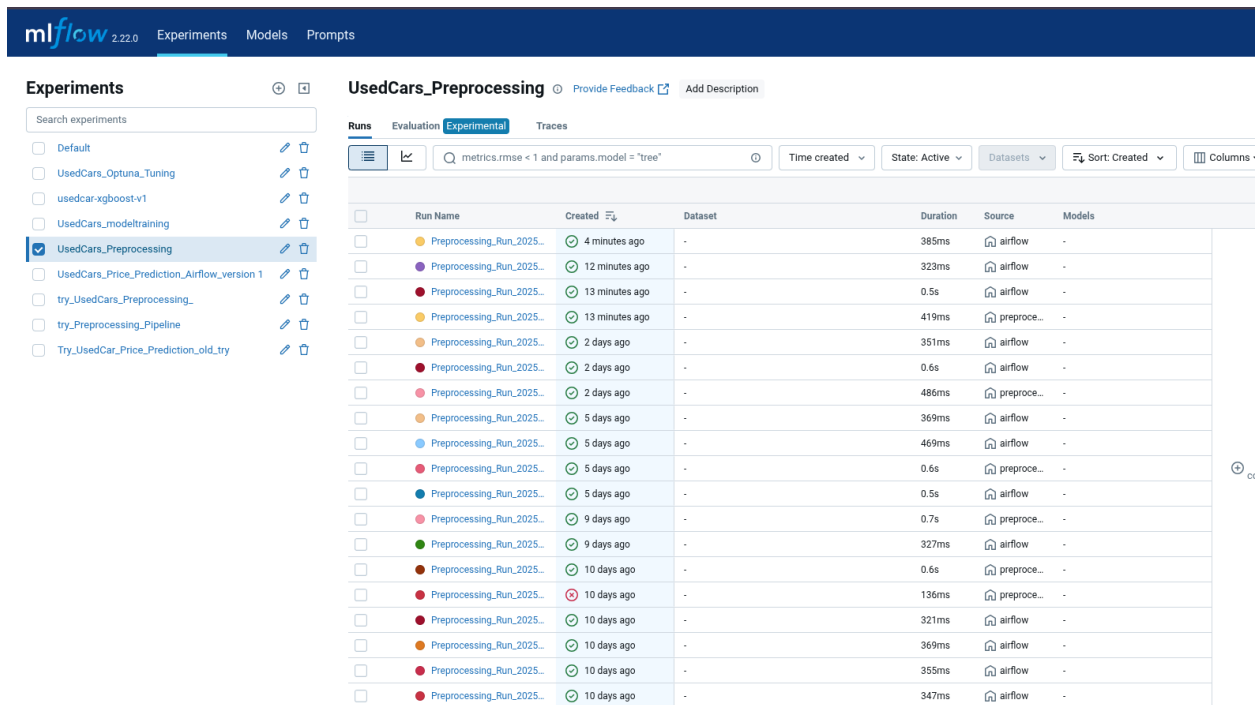 mlflow 2.22.0 Experiments Models Prompts
Experiments
Search experiments
Default
UsedCars_Optuna_Tuning
usedcar-xgboost-v1
UsedCars_modeltraining
UsedCars_Preprocessing
UsedCars_Price_Prediction_Airflow_version 1
try_UsedCars_Preprocessing_
try_Preprocessing_Pipeline
Try_UsedCar_Price_Prediction_old_try
UsedCars_Preprocessing Provide Feedback Add Description
Runs Evaluation Experimental Traces
metrics.rmse < 1 and params.model = "tree" Time created State: Active Datasets Sort: Created Columns
Run Name Created Dataset Duration Source Models
Preprocessing_Run_2025... 4 minutes ago - 385ms airflow -
Preprocessing_Run_2025... 12 minutes ago - 323ms airflow -
Preprocessing_Run_2025... 13 minutes ago - 0.5s airflow -
Preprocessing_Run_2025... 13 minutes ago - 419ms preproce... -
Preprocessing_Run_2025... 2 days ago - 351ms airflow -
Preprocessing_Run_2025... 2 days ago - 0.6s airflow -
Preprocessing_Run_2025... 2 days ago - 486ms preproce... -
Preprocessing_Run_2025... 5 days ago - 369ms airflow -
Preprocessing_Run_2025... 5 days ago - 469ms airflow -
Preprocessing_Run_2025... 5 days ago - 0.6s preproce... -
Preprocessing_Run_2025... 5 days ago - 0.5s airflow -
Preprocessing_Run_2025... 9 days ago - 0.7s preproce... -
Preprocessing_Run_2025... 9 days ago - 327ms airflow -
Preprocessing_Run_2025... 10 days ago - 0.6s preproce... -
Preprocessing_Run_2025... 10 days ago - 136ms preproce... -
Preprocessing_Run_2025... 10 days ago - 321ms airflow -
Preprocessing_Run_2025... 10 days ago - 369ms airflow -
Preprocessing_Run_2025... 10 days ago - 355ms airflow -
Preprocessing_Run_2025... 10 days ago - 347ms airflow -